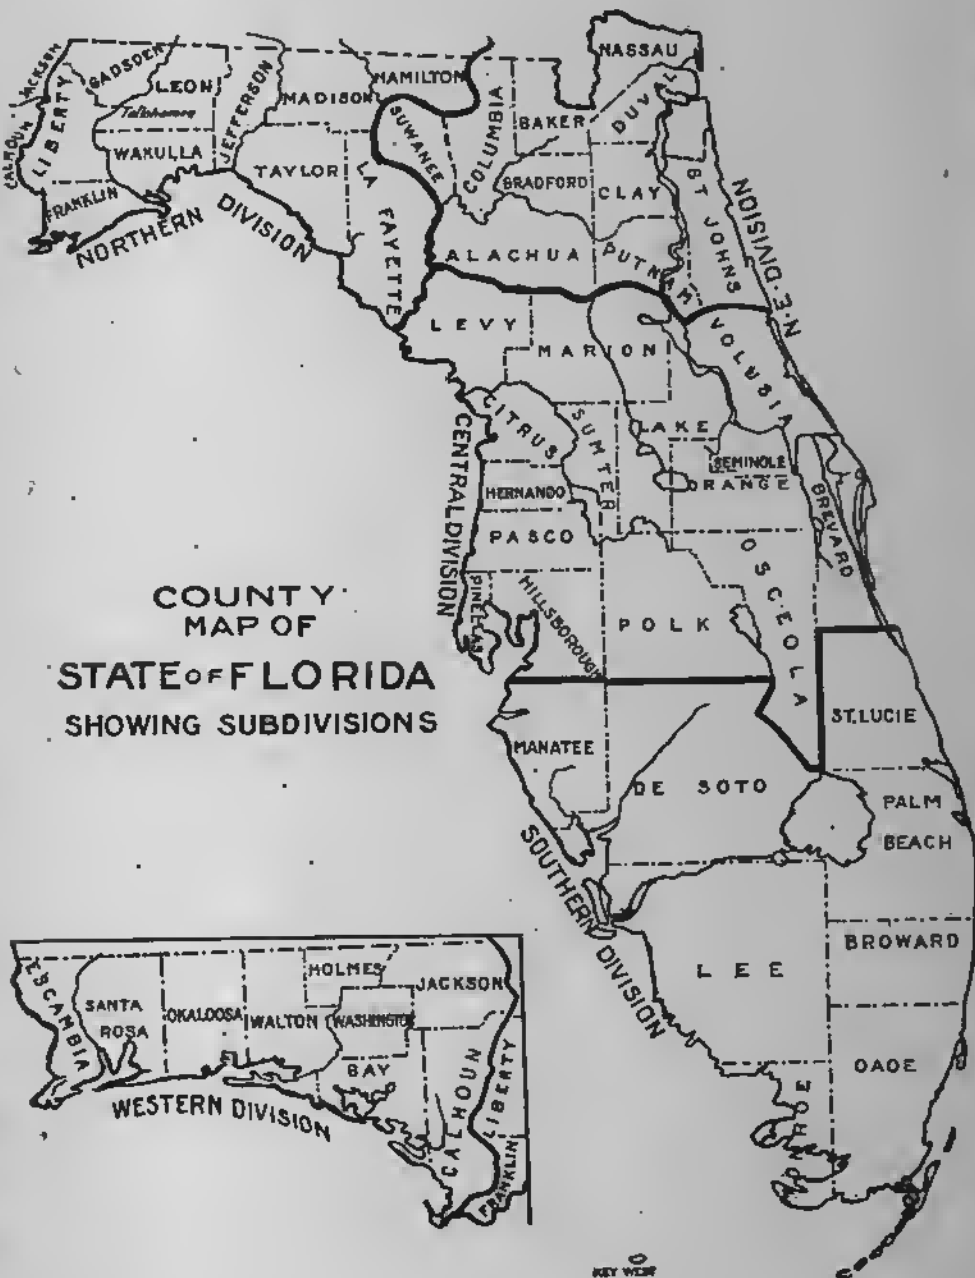 NASSAU
JACKSON
GADSDEN
LEON
JEFFERSON
MADISON
HAMILTON
COLUMBIA
BAKER
DUVAL
CALHOUN
LIBERTY
Tallahassee
WAKULLA
SUWANEE
TAYLOR
LA FAYETTE
BRADFORD
CLAY
ST JOHNS
FRANKLIN
NORTHERN DIVISION
ALACHUA
PUTNAM
N·E·DIVISION
LEVY
MARION
VOLUSIA
CITRUS
SUMTER
LAKE
SEMINOLE
ORANGE
CENTRAL DIVISION
HERNANDO
BREVARD
PASCO
OSCEOLA
PINELLAS
HILLSBOROUGH
POLK
COUNTY
MAP OF
STATE OF FLORIDA
SHOWING SUBDIVISIONS
ST. LUCIE
MANATEE
DE SOTO
PALM
BEACH
SOUTHERN DIVISION
BROWARD
LEE
DADE
MONROE
KEY WEST
ESCAMBIA
SANTA
ROSA
OKALOOSA
WALTON
HOLMES
WASHINGTON
JACKSON
BAY
CALHOUN
LIBERTY
FRANKLIN
WESTERN DIVISION